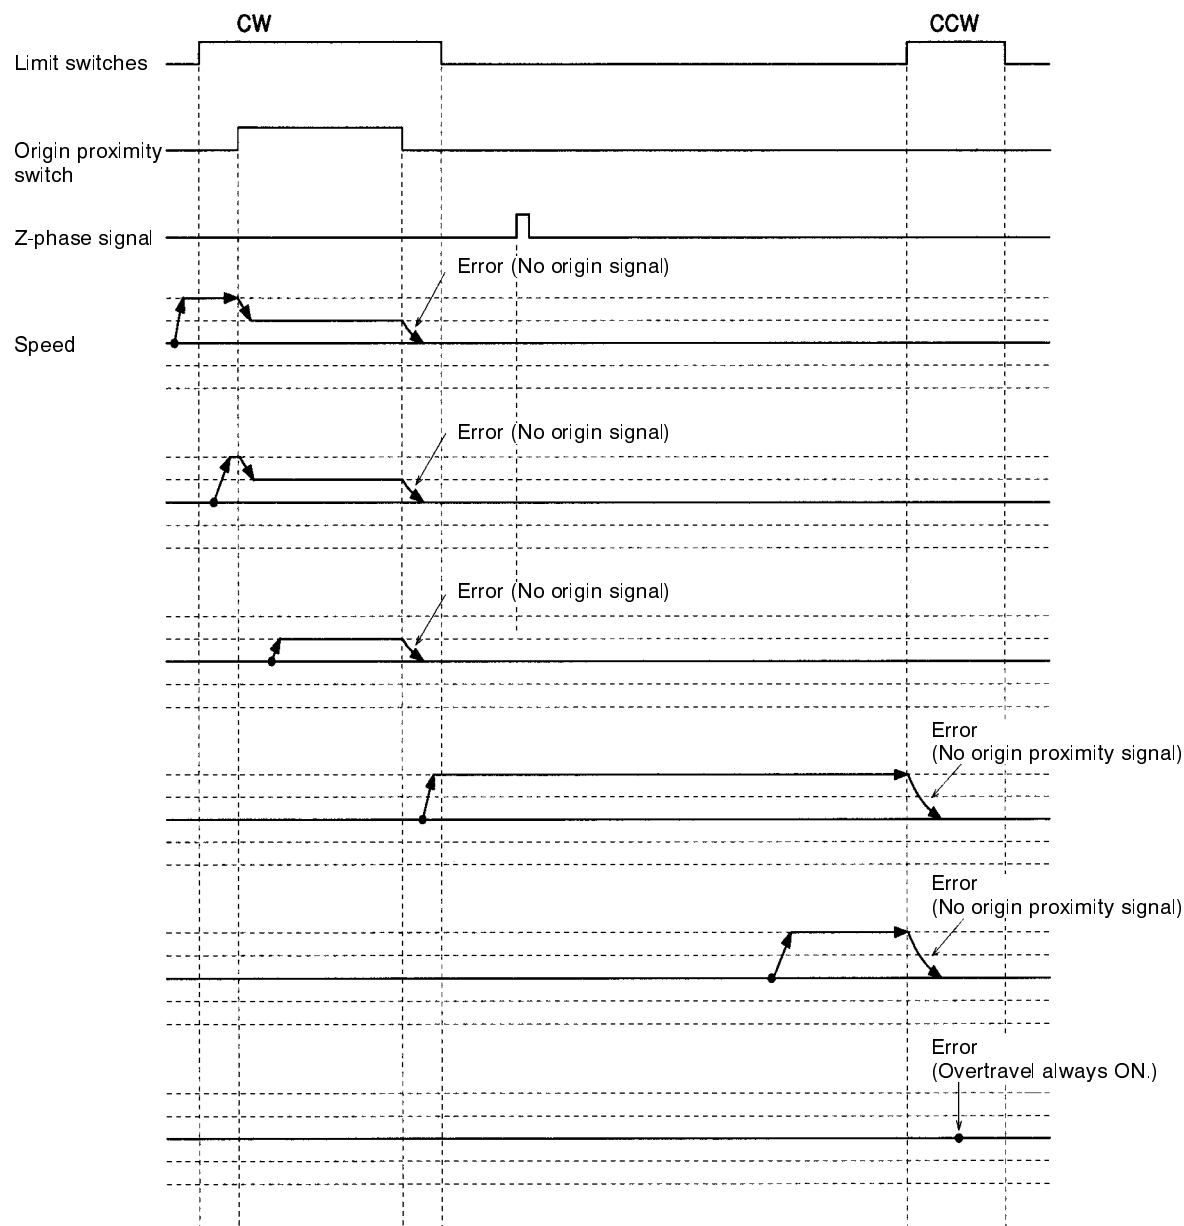 CW
CCW
Limit switches
Origin proximity
switch
Z-phase signal
Error (No origin signal)
Speed
Error (No origin signal)
Error (No origin signal)
Error
(No origin proximity signal)
Error
(No origin proximity signal)
Error
(Overtravel always ON.)